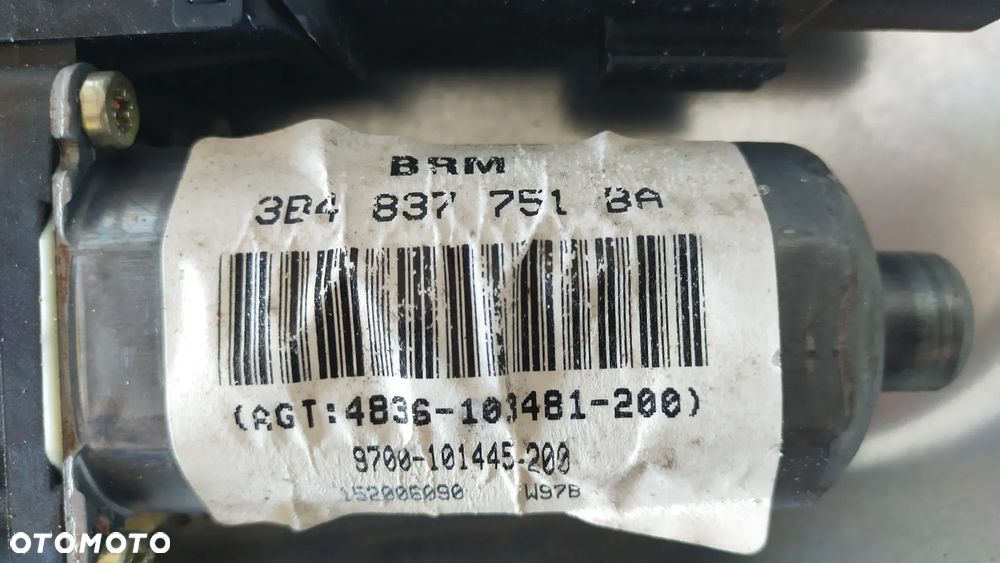 BRM
3B4 837 751 BA
(AGT:4836-103481-200)
9700-101445-200
152006090 W97B
OTOMOTO